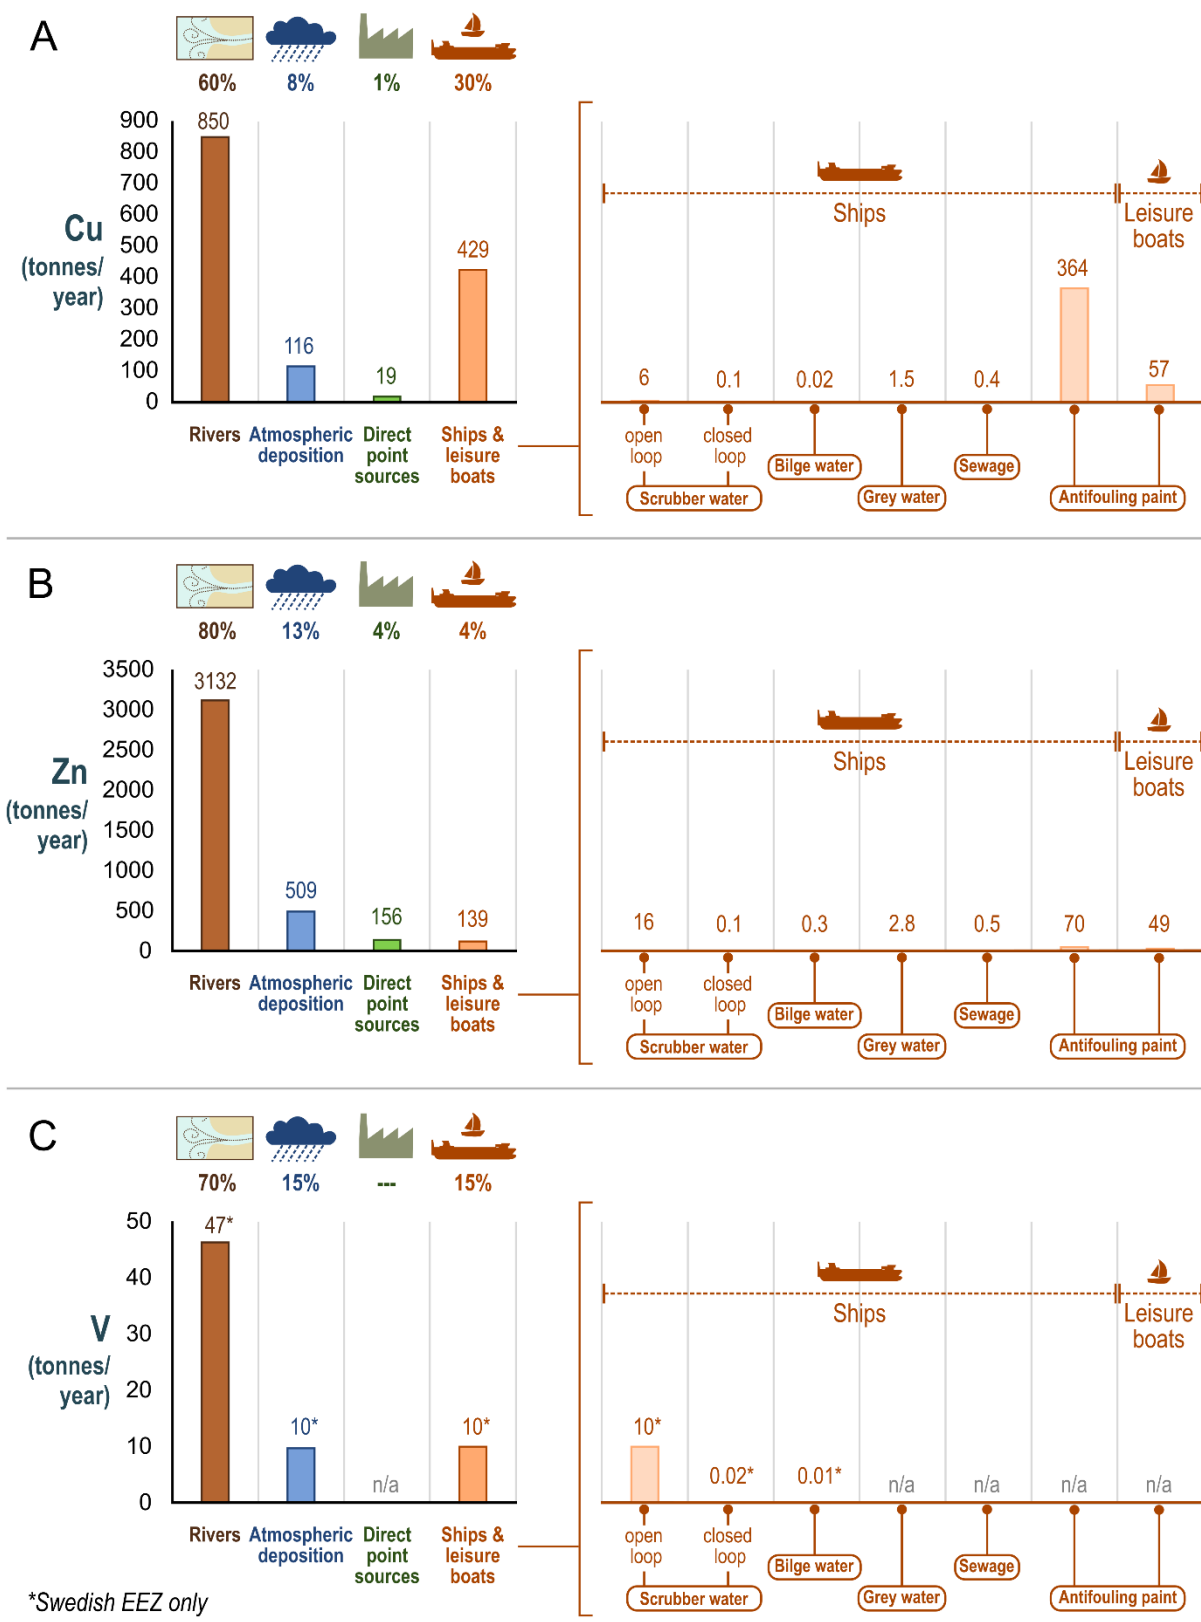 A
60% 8% 1% 30%
900
800
700
600
500
400
300
200
100
0
Cu
(tonnes/
year)
850
116
19
429
Rivers
Atmospheric
deposition
Direct
point
sources
Ships &
leisure
boats
Ships
Leisure
boats
6 0.1 0.02 1.5 0.4 364 57
open
loop
closed
loop
Scrubber water
Bilge water
Grey water
Sewage
Antifouling paint
B
80% 13% 4% 4%
3500
3000
2500
2000
1500
1000
500
0
Zn
(tonnes/
year)
3132
509
156
139
Rivers
Atmospheric
deposition
Direct
point
sources
Ships &
leisure
boats
Ships
Leisure
boats
16 0.1 0.3 2.8 0.5 70 49
open
loop
closed
loop
Scrubber water
Bilge water
Grey water
Sewage
Antifouling paint
C
70% 15% --- 15%
50
40
30
20
10
0
V
(tonnes/
year)
47*
10*
n/a
10*
Rivers
Atmospheric
deposition
Direct
point
sources
Ships &
leisure
boats
Ships
Leisure
boats
10* 0.02* 0.01* n/a n/a n/a n/a
open
loop
closed
loop
Scrubber water
Bilge water
Grey water
Sewage
Antifouling paint
*Swedish EEZ only